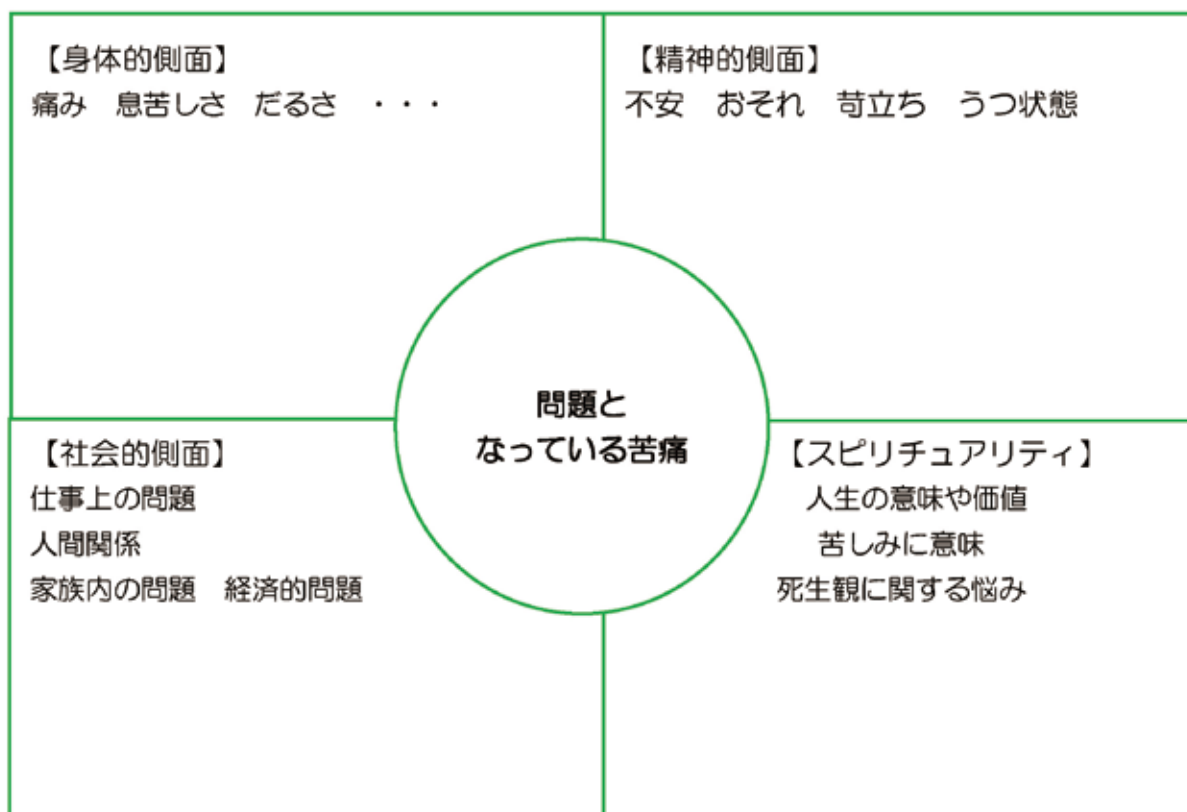 【身体的側面】
痛み　息苦しさ　だるさ　・・・
【精神的側面】
不安　おそれ　苛立ち　うつ状態
問題と
なっている苦痛
【社会的側面】
仕事上の問題
人間関係
家族内の問題　経済的問題
【スピリチュアリティ】
人生の意味や価値
苦しみに意味
死生観に関する悩み